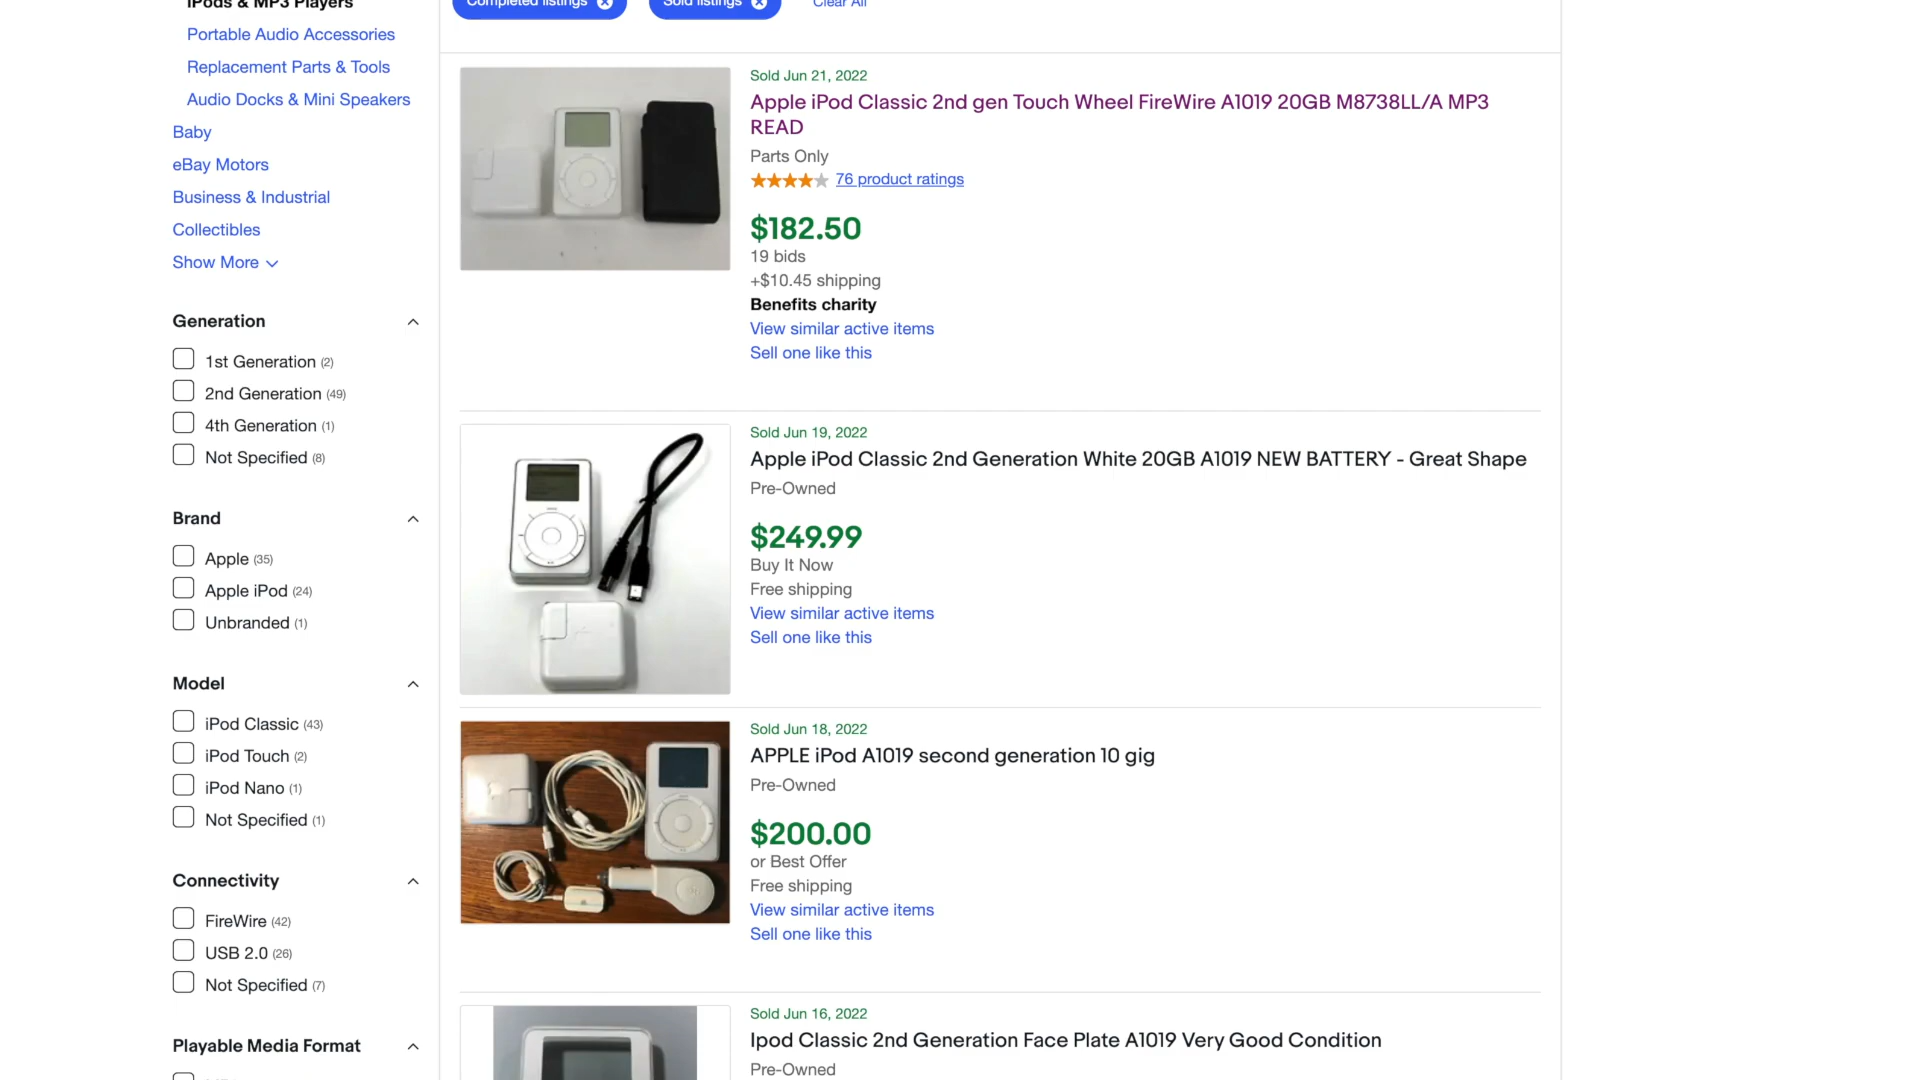 iPods & MP3 Players
Portable Audio Accessories
Replacement Parts & Tools
Audio Docks & Mini Speakers
Baby
eBay Motors
Business & Industrial
Collectibles
Show More
Generation
1st Generation (2)
2nd Generation (49)
4th Generation (1)
Not Specified (8)
Brand
Apple (35)
Apple iPod (24)
Unbranded (1)
Model
iPod Classic (43)
iPod Touch (2)
iPod Nano (1)
Not Specified (1)
Connectivity
FireWire (42)
USB 2.0 (26)
Not Specified (7)
Playable Media Format
Completed listings
Sold listings
Clear All
Sold Jun 21, 2022
Apple iPod Classic 2nd gen Touch Wheel FireWire A1019 20GB M8738LL/A MP3
READ
Parts Only
76 product ratings
$182.50
19 bids
+$10.45 shipping
Benefits charity
View similar active items
Sell one like this
Sold Jun 19, 2022
Apple iPod Classic 2nd Generation White 20GB A1019 NEW BATTERY - Great Shape
Pre-Owned
$249.99
Buy It Now
Free shipping
View similar active items
Sell one like this
Sold Jun 18, 2022
APPLE iPod A1019 second generation 10 gig
Pre-Owned
$200.00
or Best Offer
Free shipping
View similar active items
Sell one like this
Sold Jun 16, 2022
Ipod Classic 2nd Generation Face Plate A1019 Very Good Condition
Pre-Owned